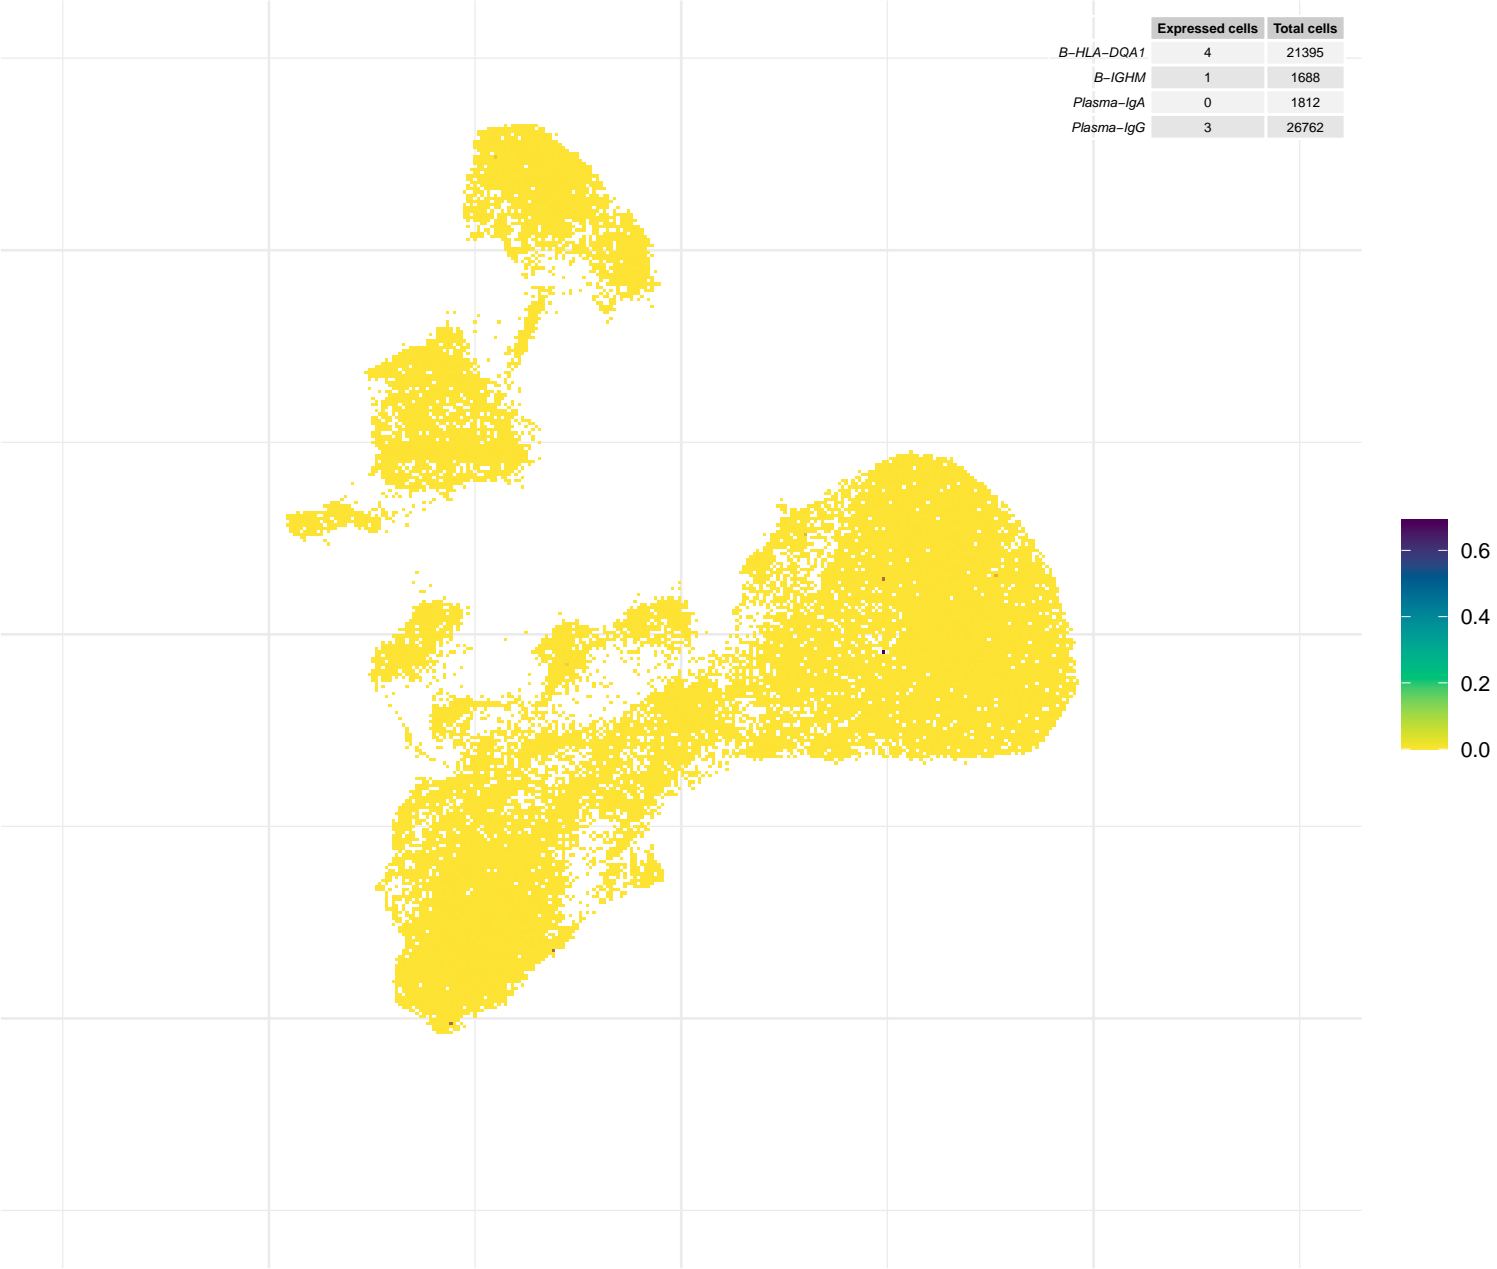 Expressed cells Total cells
B−HLA−DQA1 4 21395
B−IGHM 1 1688
Plasma−IgA 0 1812
Plasma−IgG 3 26762
0.6
0.4
0.2
0.0